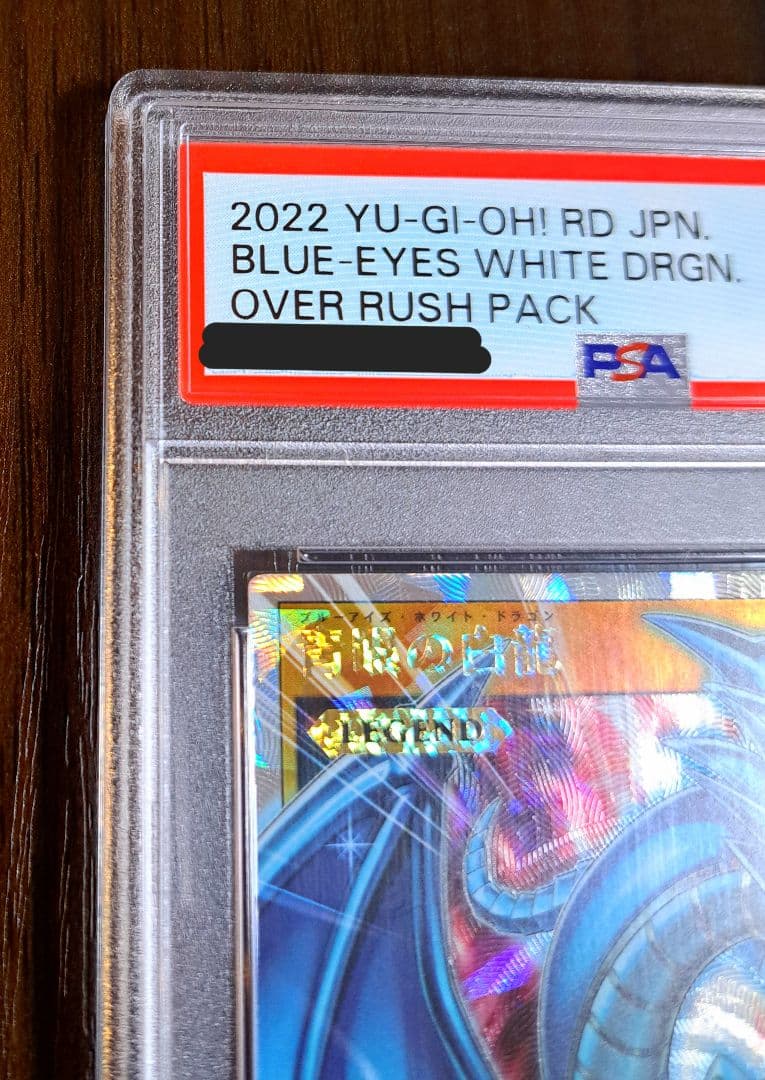 2022 YU-GI-OH! RD JPN.
BLUE-EYES WHITE DRGN.
OVER RUSH PACK
PSA
ブルーアイズ・ホワイト・ドラゴン
青眼の白龍
LEGEND